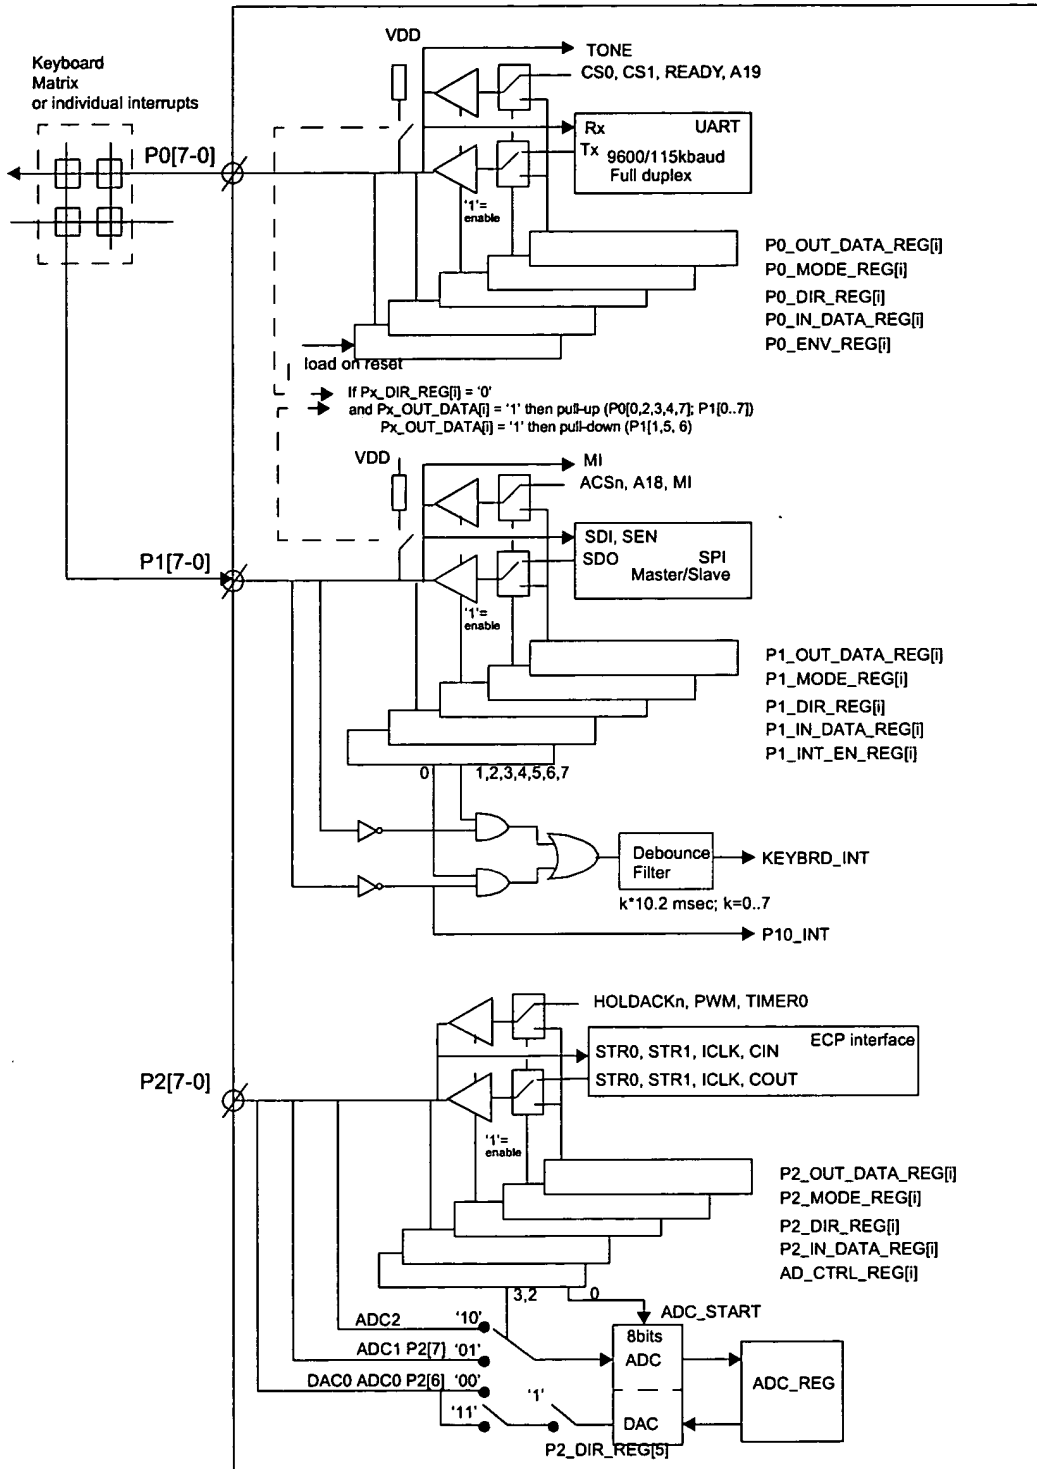 VDD
TONE
CS0, CS1, READY, A19
Keyboard
Matrix
or individual interrupts
P0[7-0]
Rx
UART
Tx
9600/115kbaud
Full duplex
'1'=
enable
P0_OUT_DATA_REG[i]
P0_MODE_REG[i]
P0_DIR_REG[i]
P0_IN_DATA_REG[i]
P0_ENV_REG[i]
load on reset
If Px_DIR_REG[i] = '0'
and Px_OUT_DATA[i] = '1' then pull-up (P0[0,2,3,4,7]; P1[0..7])
Px_OUT_DATA[i] = '1' then pull-down (P1[1,5, 6)
VDD
MI
ACSn, A18, MI
SDI, SEN
SDO
SPI
Master/Slave
P1[7-0]
'1'=
enable
P1_OUT_DATA_REG[i]
P1_MODE_REG[i]
P1_DIR_REG[i]
P1_IN_DATA_REG[i]
P1_INT_EN_REG[i]
0
1,2,3,4,5,6,7
Debounce
Filter
KEYBRD_INT
k*10.2 msec; k=0..7
P10_INT
HOLDACKn, PWM, TIMER0
ECP interface
STR0, STR1, ICLK, CIN
STR0, STR1, ICLK, COUT
P2[7-0]
'1'=
enable
P2_OUT_DATA_REG[i]
P2_MODE_REG[i]
P2_DIR_REG[i]
P2_IN_DATA_REG[i]
AD_CTRL_REG[i]
3,2
0
ADC_START
ADC2 '10'
8bits
ADC
ADC1 P2[7] '01'
DAC0 ADC0 P2[6] '00'
ADC_REG
'11'
'1'
DAC
P2_DIR_REG[5]